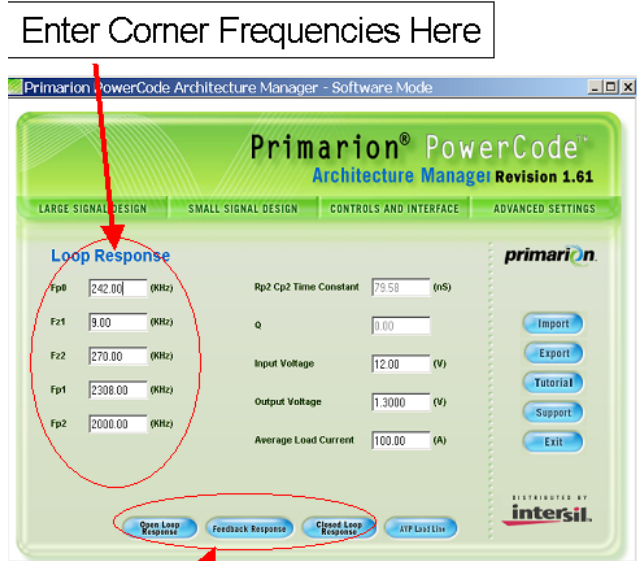 Enter Corner Frequencies Here
Primarion PowerCode Architecture Manager - Software Mode
Primarion® PowerCode™
Architecture Manager Revision 1.61
LARGE SIGNAL DESIGN SMALL SIGNAL DESIGN CONTROLS AND INTERFACE ADVANCED SETTINGS
Loop Response
primarion.
Fp0 242.00 (KHz) Rp2 Cp2 Time Constant 79.58 (nS)
Fz1 9.00 (KHz) Q 0.00 Import
Fz2 270.00 (KHz) Input Voltage 12.00 (V) Export
Fp1 2308.00 (KHz) Output Voltage 1.3000 (V) Tutorial
Fp2 2000.00 (KHz) Support
Average Load Current 100.00 (A) Exit
DISTRIBUTED BY
intersil.
Open Loop Response Feedback Response Closed Loop Response AVP Load Line